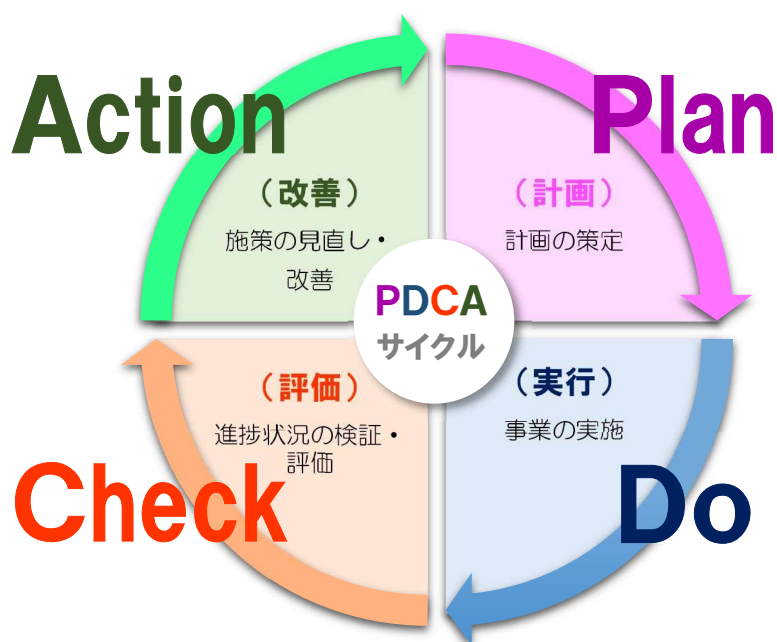 Action
（改善）
施策の見直し・
改善
Plan
（計画）
計画の策定
PDCA
サイクル
Check
（評価）
進捗状況の検証・
評価
Do
（実行）
事業の実施